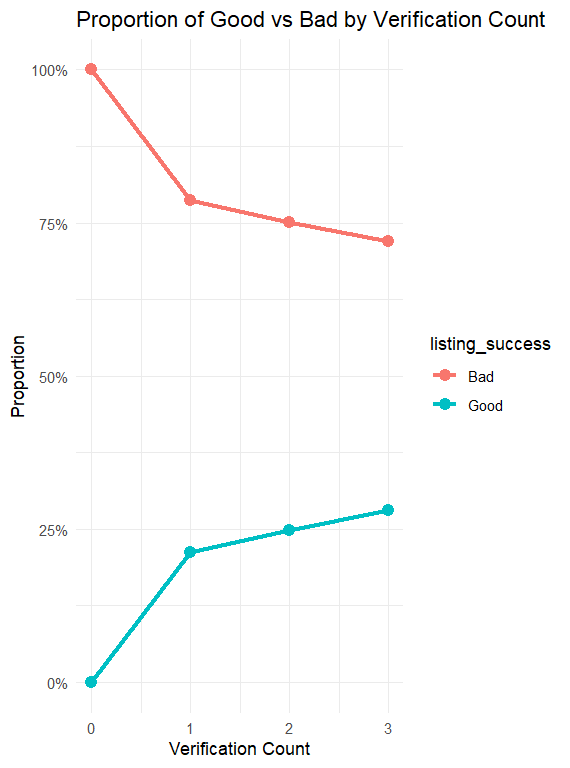 Proportion of Good vs Bad by Verification Count
100%
75%
50%
25%
0%
Proportion
0 1 2 3
Verification Count
listing_success
Bad
Good